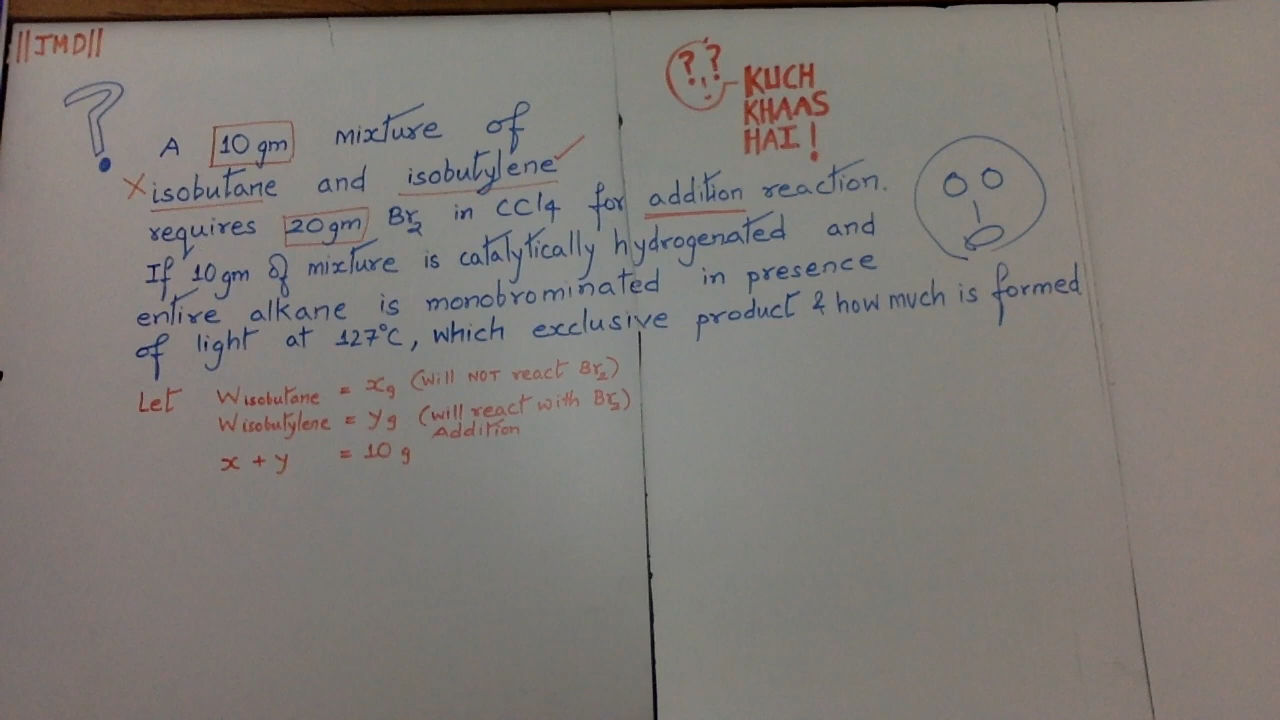 ||JMD||
? ?
KUCH
KHAAS
HAI !
?
A 10 gm mixture of
isobutane and isobutylene
requires 20gm Br2 in CCl4 for addition reaction.
If 10gm of mixture is catalytically hydrogenated and
entire alkane is monobrominated in presence
of light at 127°C, which exclusive product & how much is formed
Let Wisobutane = xg (Will NOT react Br2)
Wisobutylene = yg (will react with Br2)
Addition
x + y = 10 g